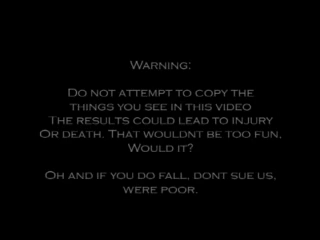 Warning:
Do not attempt to copy the
things you see in this video
The results could lead to injury
Or death. That wouldnt be too fun,
Would it?
Oh and if you do fall, dont sue us,
were poor.